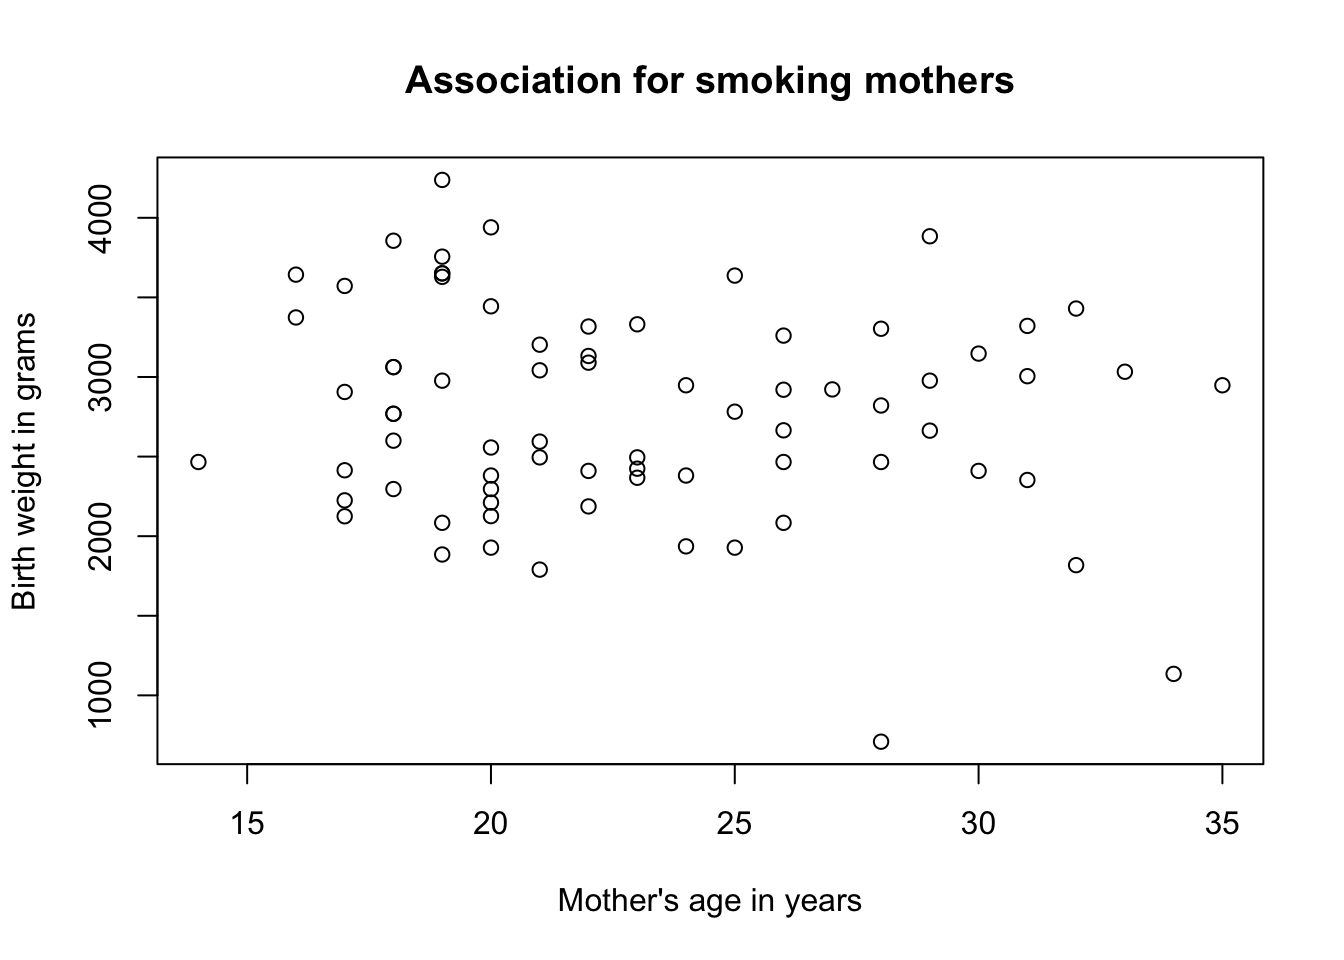 Association for smoking mothers
Birth weight in grams
4000
3000
2000
1000
15 20 25 30 35
Mother's age in years